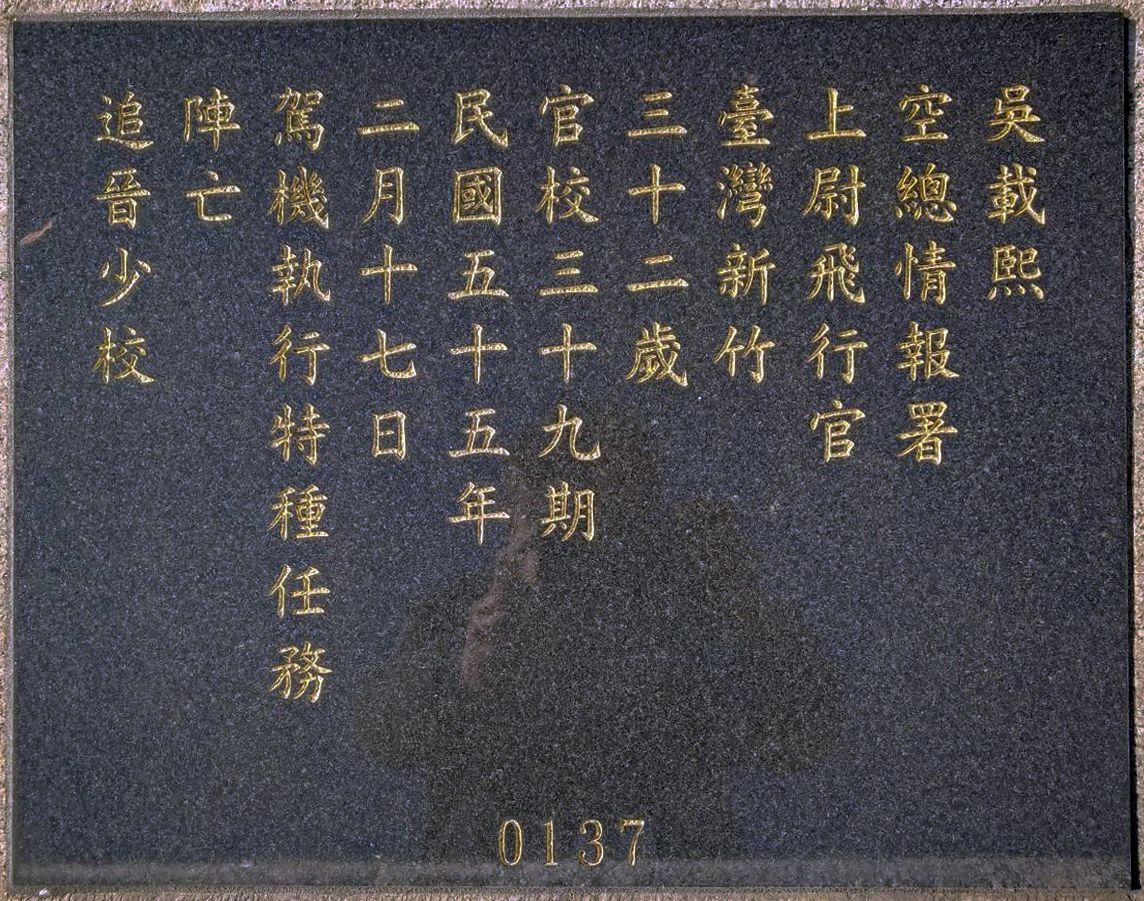 吳載熙
空總情報署
上尉飛行官
臺灣新竹
三十二歲
官校三十九期
民國五十五年
二月十七日
駕機執行特種任務
陣亡
追晉少校
0137